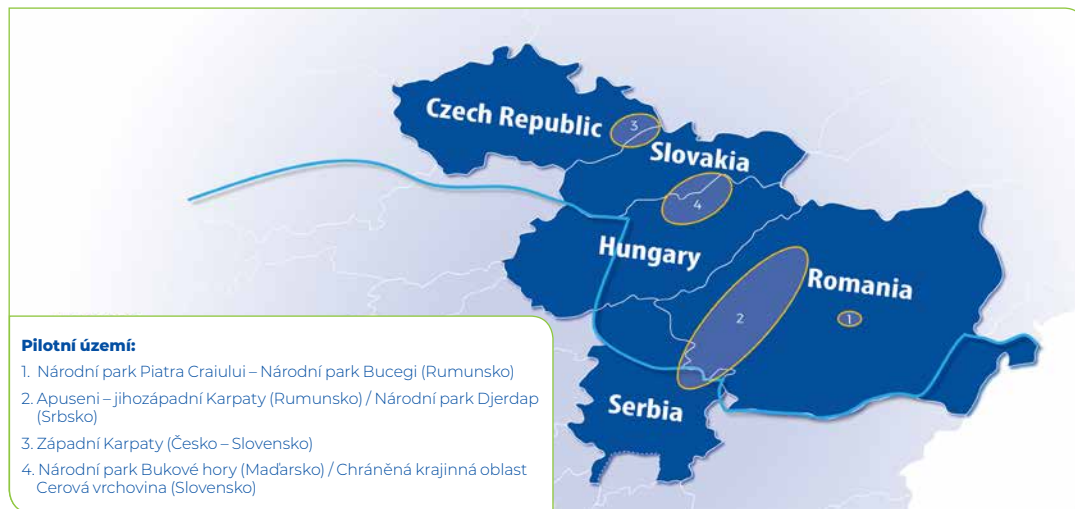 Czech Republic
3
Slovakia
4
Hungary
Romania
2
1
Serbia
Pilotní území:
1. Národní park Piatra Craiului – Národní park Bucegi (Rumunsko)
2. Apuseni – jihozápadní Karpaty (Rumunsko) / Národní park Djerdap
(Srbsko)
3. Západní Karpaty (Česko – Slovensko)
4. Národní park Bukové hory (Maďarsko) / Chráněná krajinná oblast
Cerová vrchovina (Slovensko)